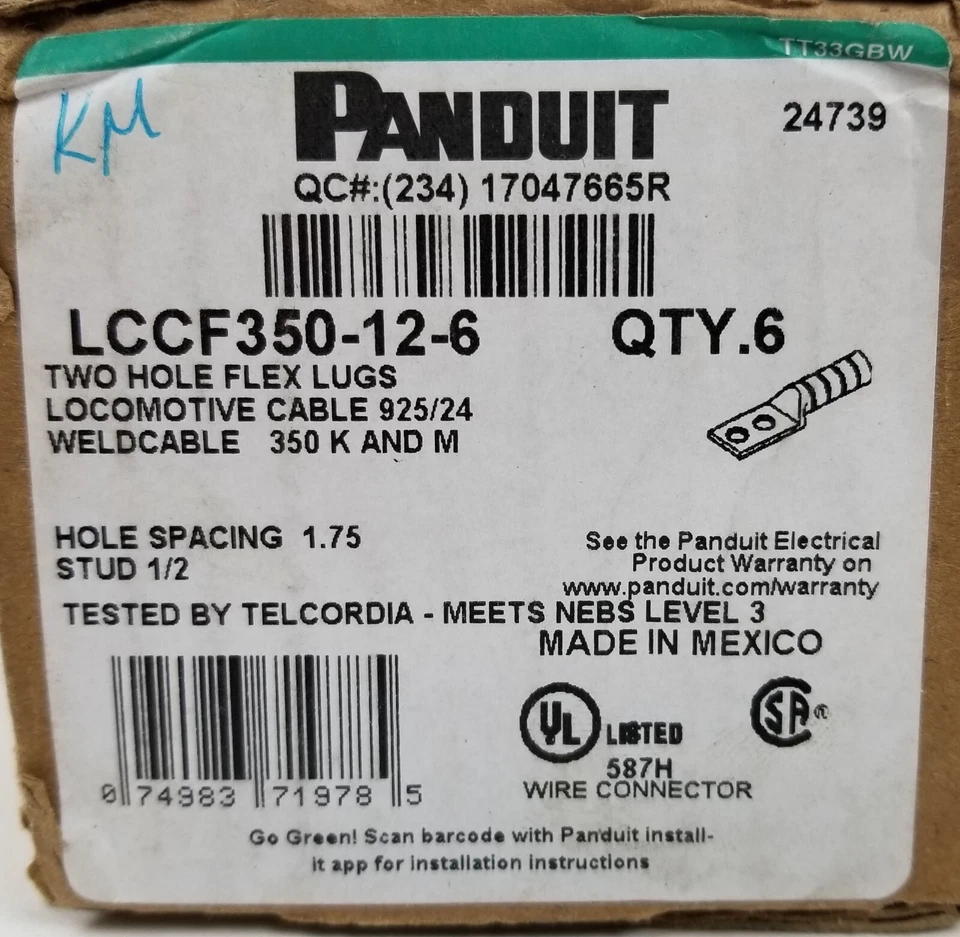 TT33GBW
KM
PANDUIT
24739
QC#:(234) 17047665R
LCCF350-12-6 QTY.6
TWO HOLE FLEX LUGS
LOCOMOTIVE CABLE 925/24
WELDCABLE 350 K AND M
HOLE SPACING 1.75
STUD 1/2
See the Panduit Electrical
Product Warranty on
www.panduit.com/warranty
TESTED BY TELCORDIA - MEETS NEBS LEVEL 3
MADE IN MEXICO
UL LISTED
SA ®
587H
WIRE CONNECTOR
0 74983 71978 5
Go Green! Scan barcode with Panduit install-
it app for installation instructions